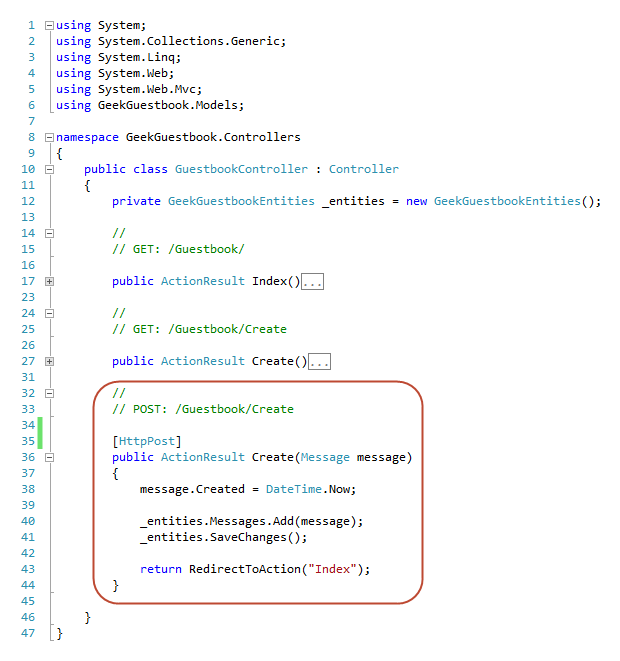 1 using System;
2 using System.Collections.Generic;
3 using System.Linq;
4 using System.Web;
5 using System.Web.Mvc;
6 using GeekGuestbook.Models;
7
8 namespace GeekGuestbook.Controllers
9 {
10     public class GuestbookController : Controller
11     {
12         private GeekGuestbookEntities _entities = new GeekGuestbookEntities();
13
14         //
15         // GET: /Guestbook/
16
17         public ActionResult Index()...
23
24         //
25         // GET: /Guestbook/Create
26
27         public ActionResult Create()...
31
32         //
33         // POST: /Guestbook/Create
34
35         [HttpPost]
36         public ActionResult Create(Message message)
37         {
38             message.Created = DateTime.Now;
39
40             _entities.Messages.Add(message);
41             _entities.SaveChanges();
42
43             return RedirectToAction("Index");
44         }
45
46     }
47 }